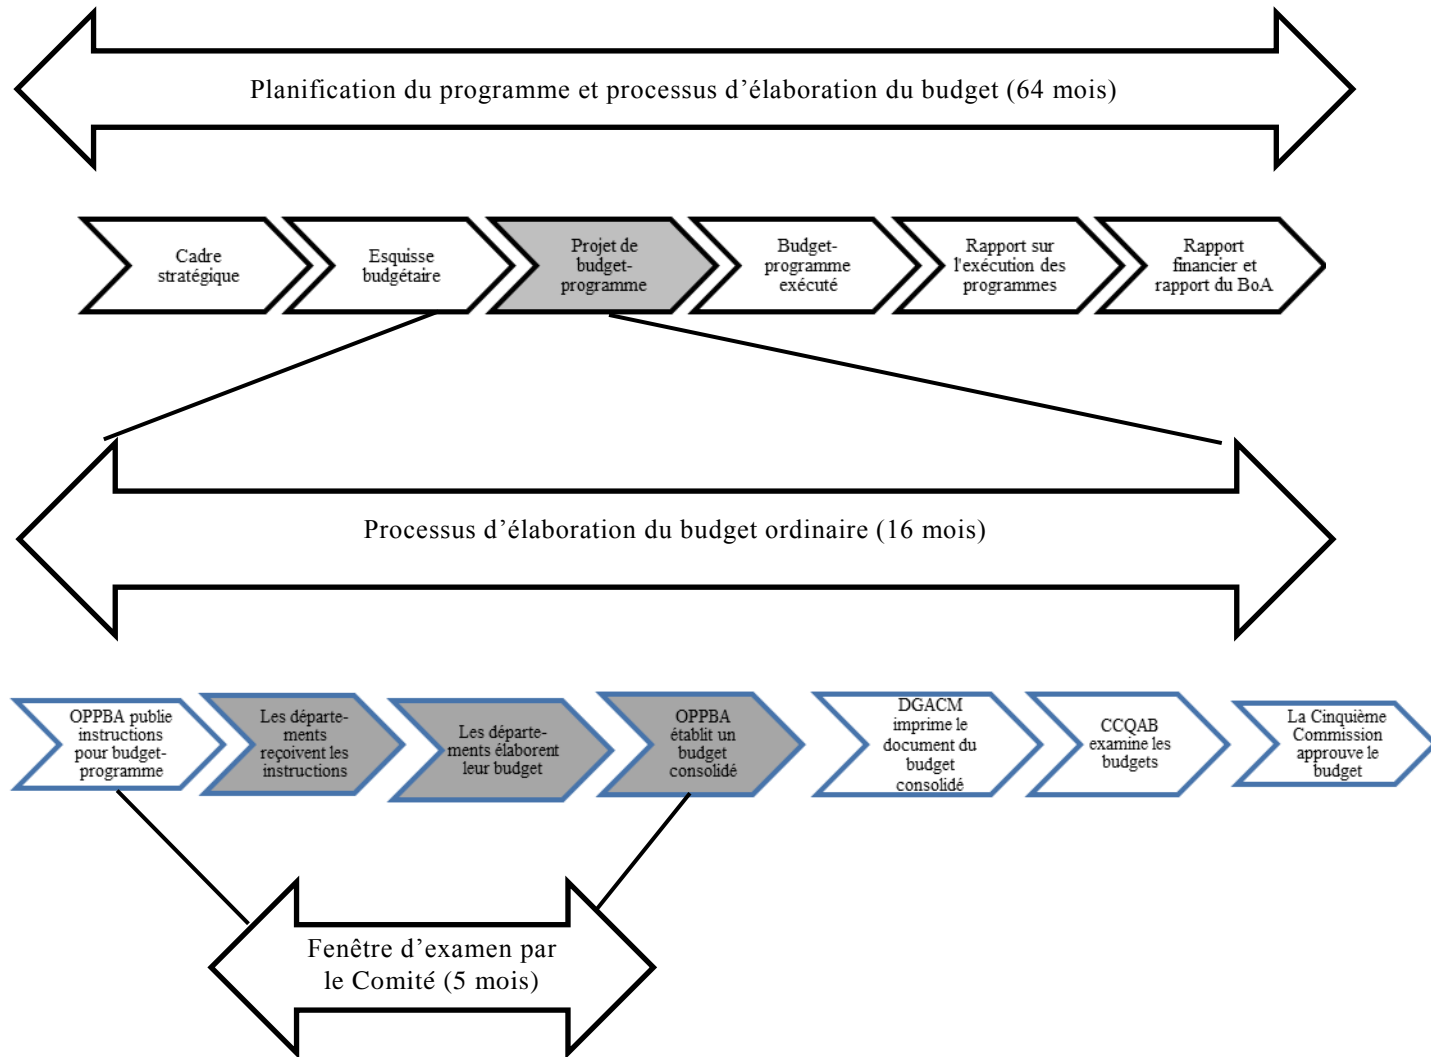 Planification du programme et processus d’élaboration du budget (64 mois)
Cadre
stratégique
Esquisse
budgétaire
Projet de
budget-
programme
Budget-
programme
exécuté
Rapport sur
l'exécution des
programmes
Rapport
financier et
rapport du BoA
Processus d’élaboration du budget ordinaire (16 mois)
OPPBA publie
instructions
pour budget-
programme
Les départe-
ments
reçoivent les
instructions
Les départe-
ments élaborent
leur budget
OPPBA
établit un
budget
consolidé
DGACM
imprime le
document du
budget
consolidé
CCQAB
examine les
budgets
La Cinquième
Commission
approuve le
budget
Fenêtre d’examen par
le Comité (5 mois)